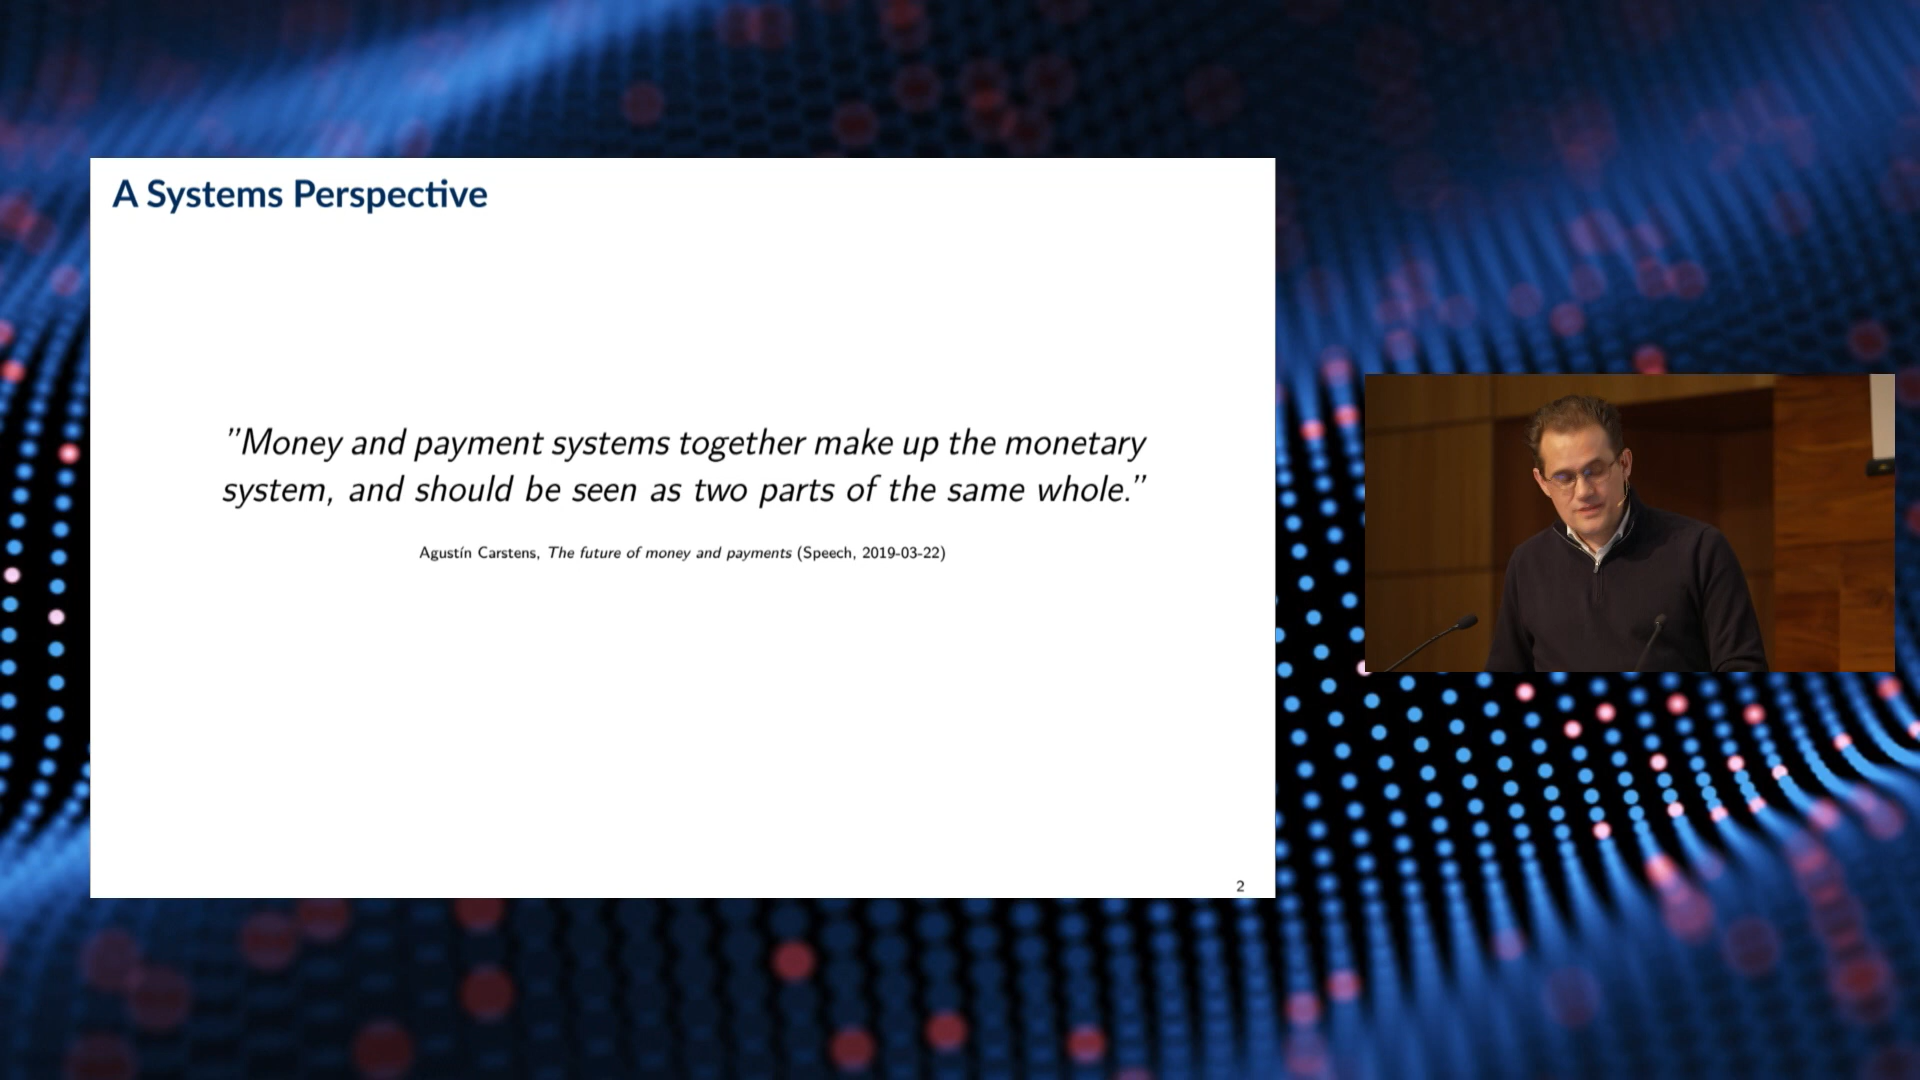 A Systems Perspective
”Money and payment systems together make up the monetary
system, and should be seen as two parts of the same whole.”
Agustín Carstens, The future of money and payments (Speech, 2019-03-22)
2